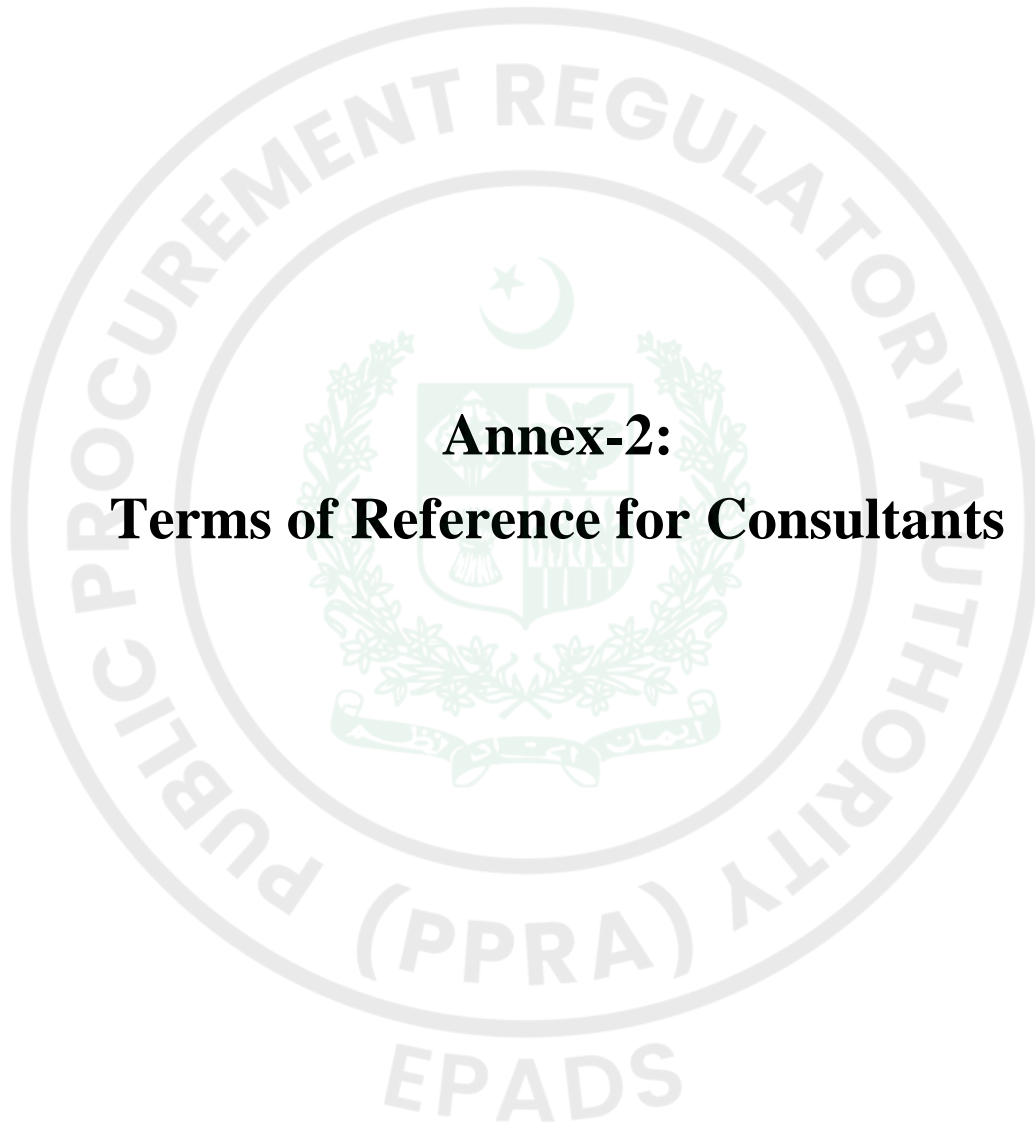 PUBLIC PROCUREMENT REGULATORY AUTHORITY
Annex-2:
Terms of Reference for Consultants
(PPRA)
EPADS